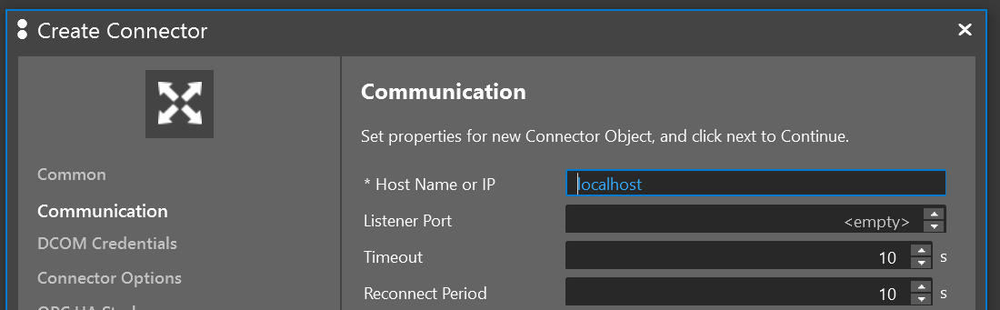 Create Connector
Common
Communication
DCOM Credentials
Connector Options
Communication
Set properties for new Connector Object, and click next to Continue.
* Host Name or IP localhost
Listener Port <empty>
Timeout 10 s
Reconnect Period 10 s